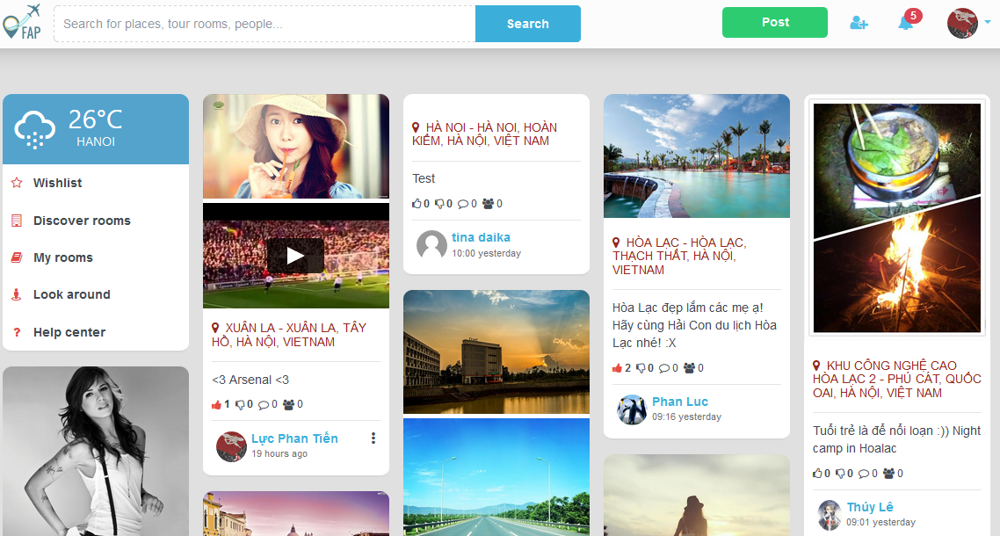 FAP
Search for places, tour rooms, people...
Search
Post
5
26°C
HANOI
Wishlist
Discover rooms
My rooms
Look around
Help center
XUÂN LA - XUÂN LA, TÂY
HỒ, HÀ NỘI, VIETNAM
<3 Arsenal <3
1 0 0 0
Lực Phan Tiến
19 hours ago
HÀ NỌI - HÀ NỌI, HOÀN
KIẾM, HÀ NỘI, VIỆT NAM
Test
0 0 0 0
tina daika
10:00 yesterday
HÒA LẠC - HÒA LẠC,
THẠCH THẤT, HÀ NỘI,
VIETNAM
Hòa Lạc đẹp lắm các mẹ ạ!
Hãy cùng Hải Con du lịch Hòa
Lạc nhé! :X
2 0 0 0
Phan Luc
09:16 yesterday
KHU CÔNG NGHỆ CAO
HÒA LẠC 2 - PHÚ CÁT, QUỐC
OAI, HÀ NỘI, VIỆT NAM
Tuổi trẻ là để nổi loạn :)) Night
camp in Hoalac
0 0 0 0
Thúy Lê
09:01 yesterday